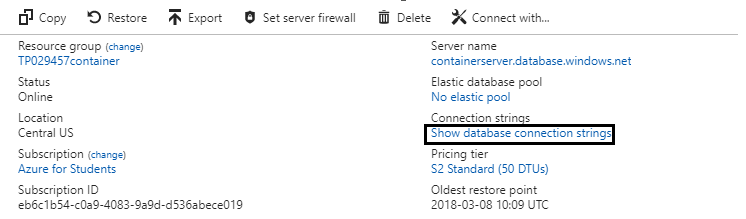 Copy Restore Export Set server firewall Delete Connect with...
Resource group (change)
TP029457container
Status
Online
Location
Central US
Subscription (change)
Azure for Students
Subscription ID
eb6c1b54-c0a9-4083-9a9d-d536abece019
Server name
containerserver.database.windows.net
Elastic database pool
No elastic pool
Connection strings
Show database connection strings
Pricing tier
S2 Standard (50 DTUs)
Oldest restore point
2018-03-08 10:09 UTC